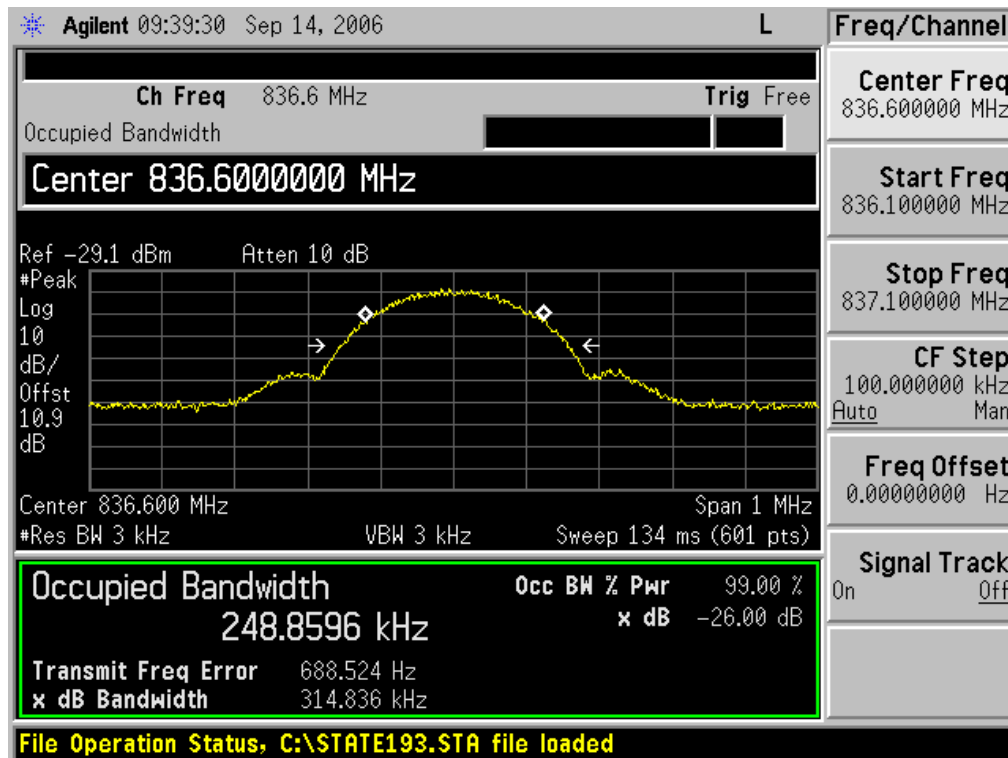 Agilent 09:39:30 Sep 14, 2006 L
Freq/Channel
Ch Freq 836.6 MHz Trig Free
Occupied Bandwidth
Center 836.6000000 MHz
Ref -29.1 dBm Atten 10 dB
#Peak
Log
10
dB/
Offst
10.9
dB
Center 836.600 MHz Span 1 MHz
#Res BW 3 kHz VBW 3 kHz Sweep 134 ms (601 pts)
Occupied Bandwidth Occ BW % Pwr 99.00 %
248.8596 kHz x dB -26.00 dB
Transmit Freq Error 688.524 Hz
x dB Bandwidth 314.836 kHz
File Operation Status, C:\STATE193.STA file loaded
Center Freq
836.600000 MHz
Start Freq
836.100000 MHz
Stop Freq
837.100000 MHz
CF Step
100.000000 kHz
Auto Man
Freq Offset
0.00000000 Hz
Signal Track
On Off